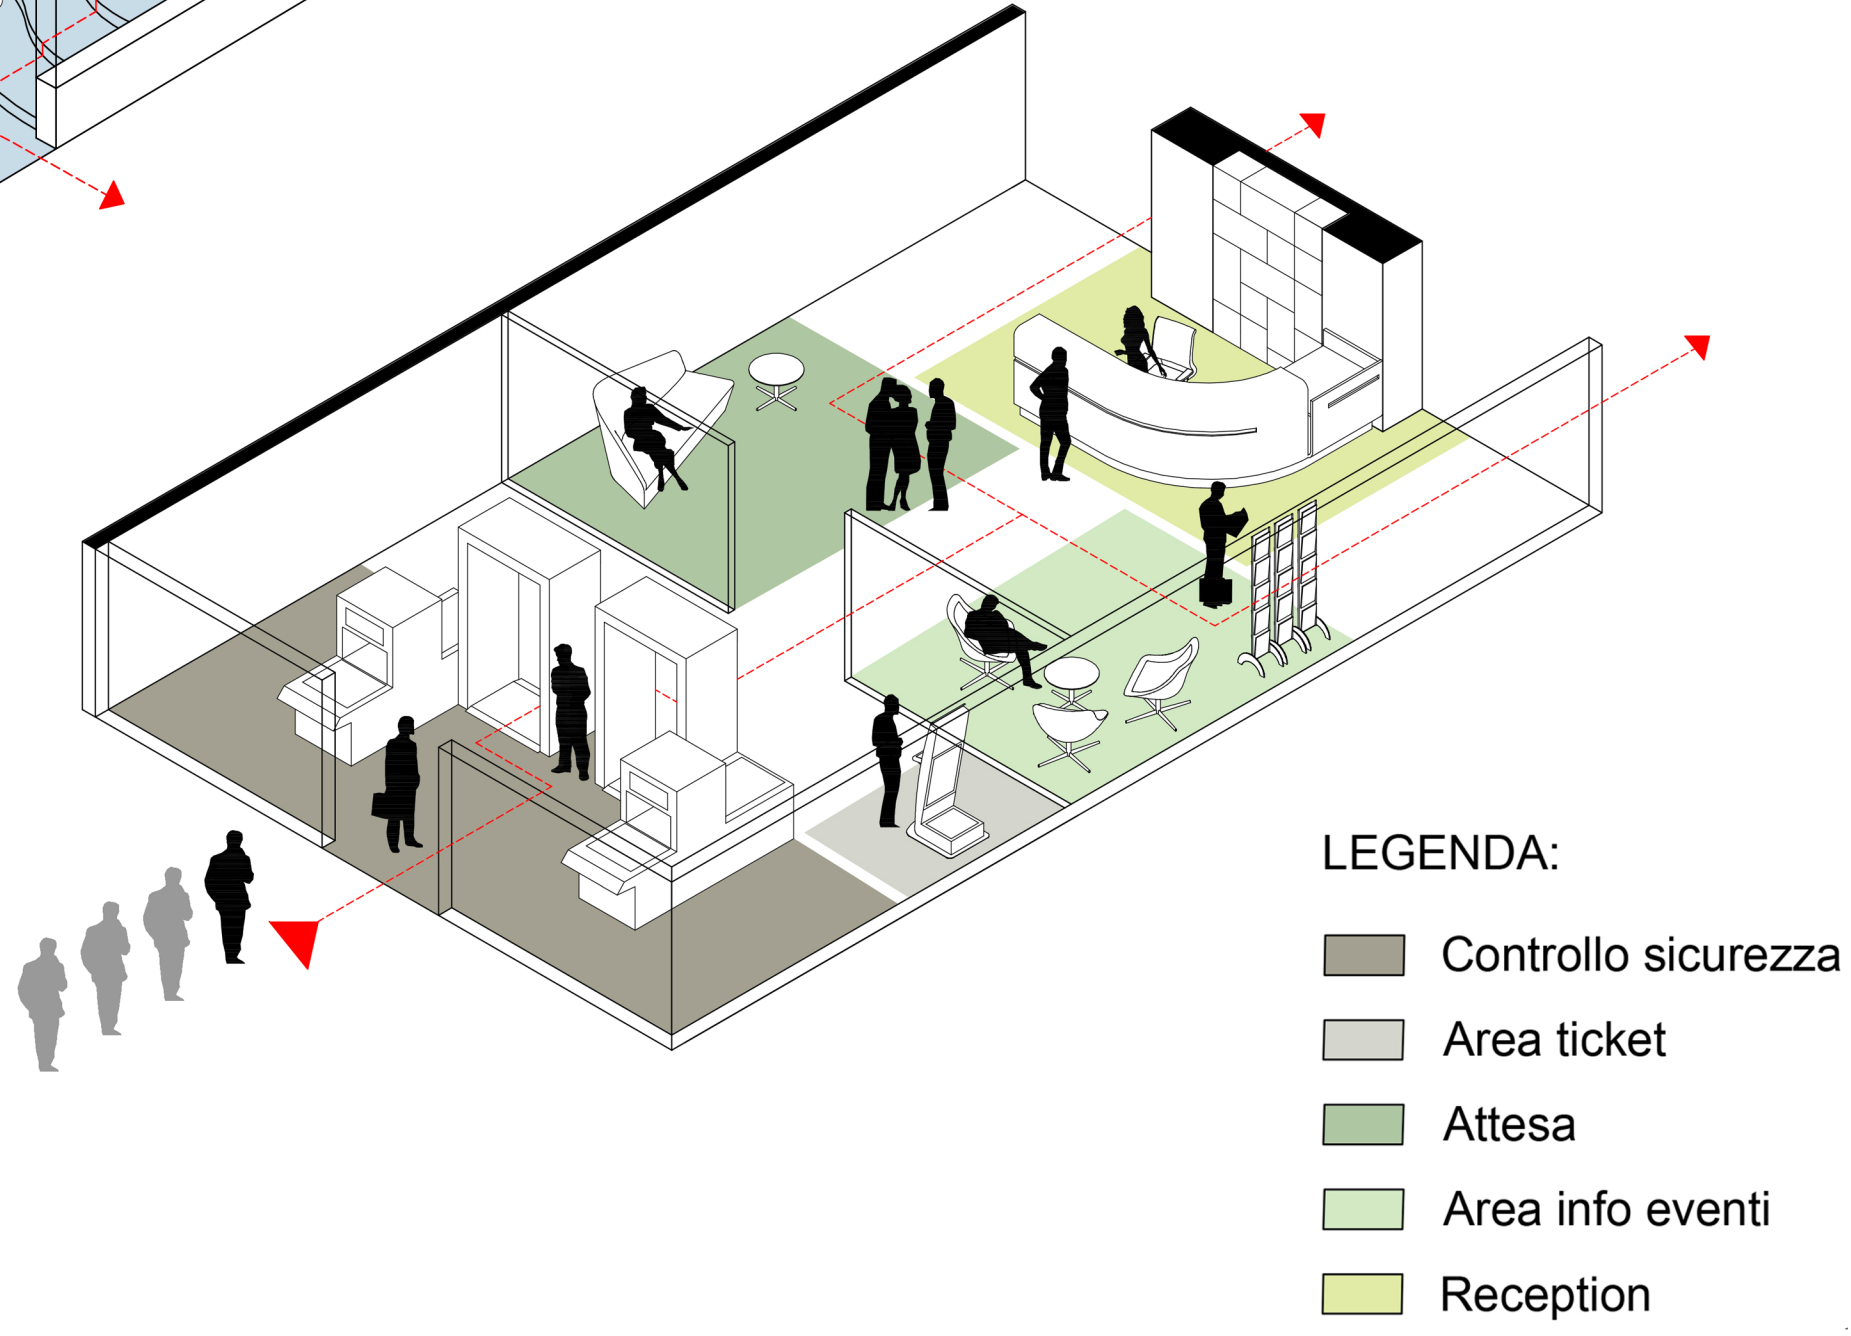 LEGENDA:
Controllo sicurezza
Area ticket
Attesa
Area info eventi
Reception